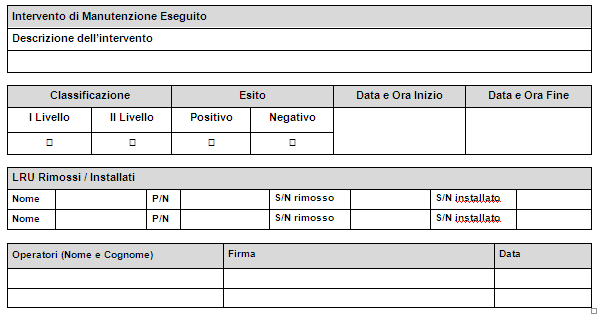 Intervento di Manutenzione Eseguito
Descrizione dell'intervento
Classificazione Esito Data e Ora Inizio Data e Ora Fine
I Livello II Livello Positivo Negativo
☐ ☐ ☐ ☐
LRU Rimossi / Installati
Nome P/N S/N rimosso S/N installato
Nome P/N S/N rimosso S/N installato
Operatori (Nome e Cognome) Firma Data